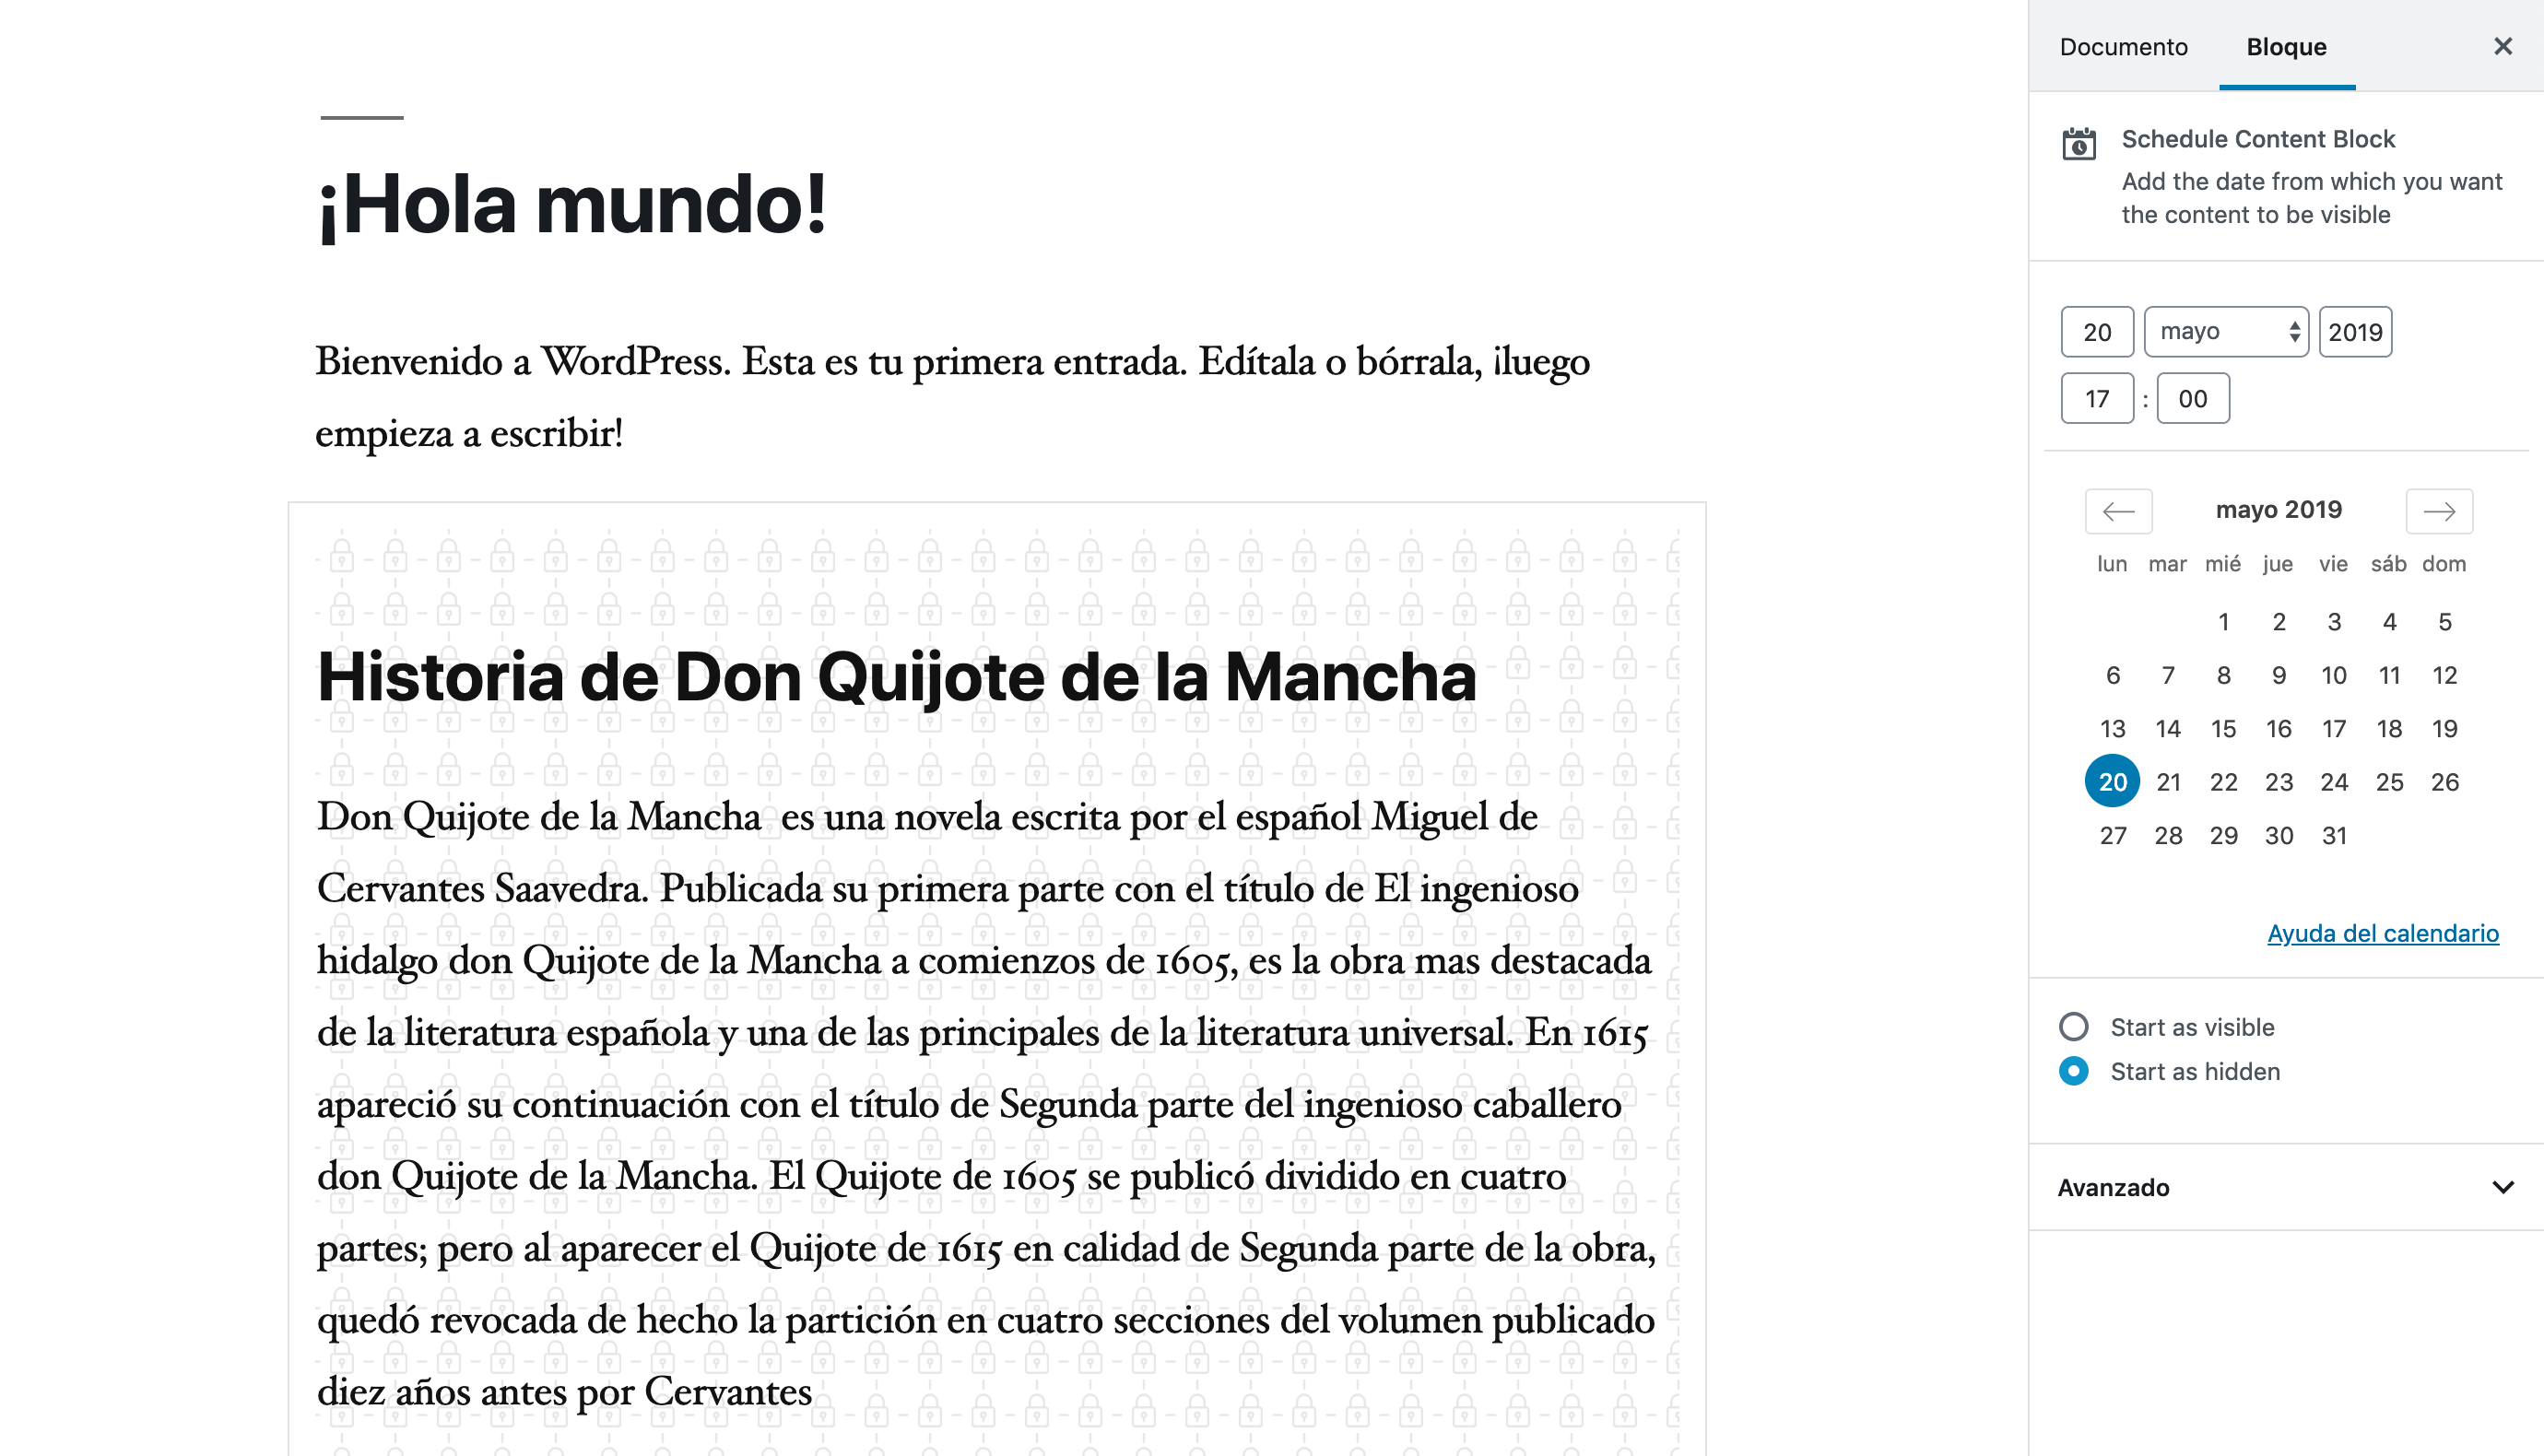 ¡Hola mundo!
Bienvenido a WordPress. Esta es tu primera entrada. Edítala o bórrala, ¡luego
empieza a escribir!
Historia de Don Quijote de la Mancha
Don Quijote de la Mancha  es una novela escrita por el español Miguel de
Cervantes Saavedra. Publicada su primera parte con el título de El ingenioso
hidalgo don Quijote de la Mancha a comienzos de 1605, es la obra mas destacada
de la literatura española y una de las principales de la literatura universal. En 1615
apareció su continuación con el título de Segunda parte del ingenioso caballero
don Quijote de la Mancha. El Quijote de 1605 se publicó dividido en cuatro
partes; pero al aparecer el Quijote de 1615 en calidad de Segunda parte de la obra,
quedó revocada de hecho la partición en cuatro secciones del volumen publicado
diez años antes por Cervantes
Documento Bloque
Schedule Content Block
Add the date from which you want
the content to be visible
20 mayo 2019
17 : 00
mayo 2019
lun mar mié jue vie sáb dom
1 2 3 4 5
6 7 8 9 10 11 12
13 14 15 16 17 18 19
20 21 22 23 24 25 26
27 28 29 30 31
Ayuda del calendario
Start as visible
Start as hidden
Avanzado